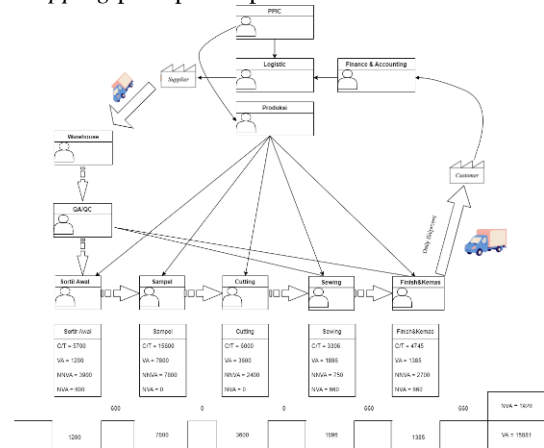 PPIC
Logistic
Finance & Accounting
Supplier
Produksi
Warehouse
QA/QC
Customer
Daily Shipping
Sortir Awal
Sampel
Cutting
Sewing
Finish&Kemas
Sortir Awal
C/T = 5700
VA = 1200
NNVA = 3900
NVA = 600
Sampel
C/T = 15600
VA = 7800
NNVA = 7800
NVA = 0
Cutting
C/T = 6000
VA = 3600
NNVA = 2400
NVA = 0
Sewing
C/T = 3306
VA = 1896
NNVA = 750
NVA = 660
Finish&Kemas
C/T = 4745
VA = 1385
NNVA = 2700
NVA = 660
600
0
0
660
660
NVA = 1920
1200
7800
3600
1896
1385
VA = 15881